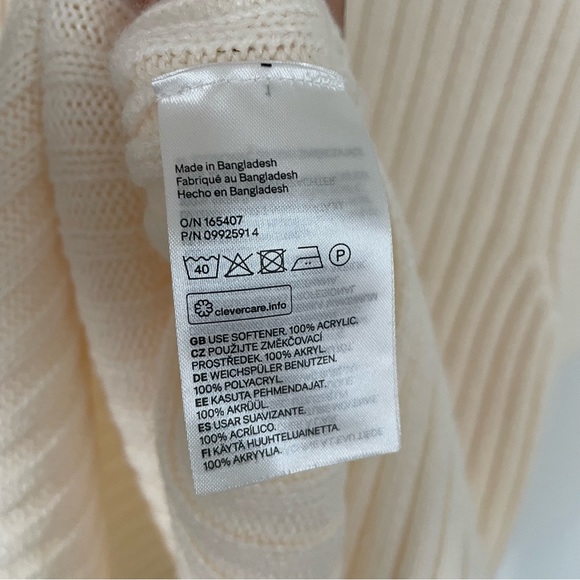 Made in Bangladesh
Fabriqué au Bangladesh
Hecho en Bangladesh
O/N 165407
P/N 09925914
40 P
clevercare.info
GB USE SOFTENER. 100% ACRYLIC.
CZ POUŽIJTE ZMĚKČOVACÍ
PROSTŘEDEK. 100% AKRYL.
DE WEICHSPÜLER BENUTZEN.
100% POLYACRYL.
EE KASUTA PEHMENDAJAT.
100% AKRÜÜL.
ES USAR SUAVIZANTE.
100% ACRÍLICO.
FI KÄYTÄ HUUHTELUAINETTA.
100% AKRYYLIA.